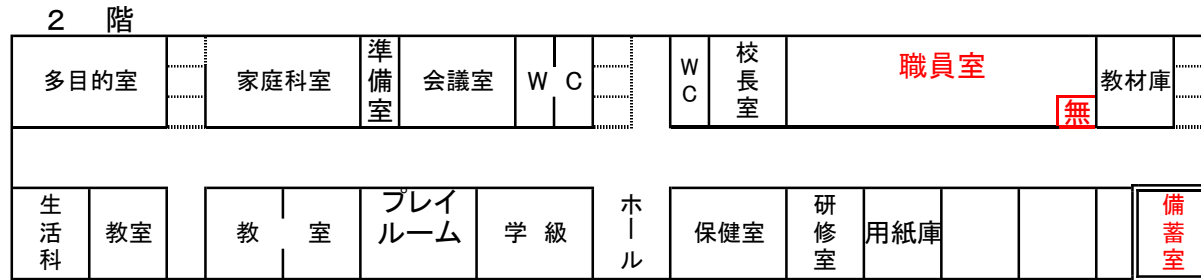 ２ 階
多目的室
家庭科室
準備室
会議室
Ｗ Ｃ
ＷＣ
校長室
職員室
無
教材庫
生活科
教室
教 室
プレイ
ルーム
学 級
ホール
保健室
研修室
用紙庫
備蓄室